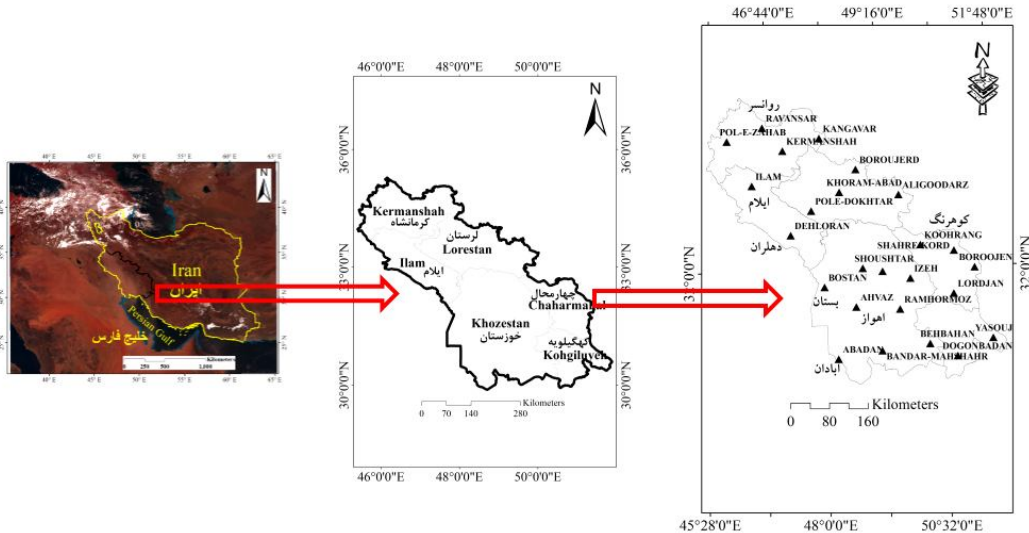 40°E 45°E 50°E 55°E 60°E 65°E
N
Iran
ایران
Persian Gulf
خلیج فارس
Kilometers
0 250 500 1,000
46°0'0"E 48°0'0"E 50°0'0"E
N
36°0'0"N
33°0'0"N
30°0'0"N
Kermanshah
کرمانشاه
لرستان
Lorestan
Ilam
ایلام
چهارمحال
Chaharmahal
Khozestan
خوزستان
کهگیلویه
Kohgiluyeh
Kilometers
0 70 140 280
46°0'0"E 48°0'0"E 50°0'0"E
46°44'0"E 49°16'0"E 51°48'0"E
N
روانسر
RAVANSAR
POL-E-ZAHAB
KANGAVAR
KERMANSHAH
BOROUJERD
ILAM
ایلام
KHORAM-ABAD
ALIGOODARZ
POLE-DOKHTAR
کوهرنگ
DEHLORAN
دهلران
KOOHRANG
SHAHREKORD
BOROOJEN
SHOUSHTAR
IZEH
BOSTAN
بستان
LORDJAN
AHVAZ
اهواز
RAMHORMOZ
BEHBAHAN
YASOUJ
DOGONBADAN
ABADAN
آبادان
BANDAR-MAHSHAHR
32°0'0"N
Kilometers
0 80 160
45°28'0"E 48°0'0"E 50°32'0"E